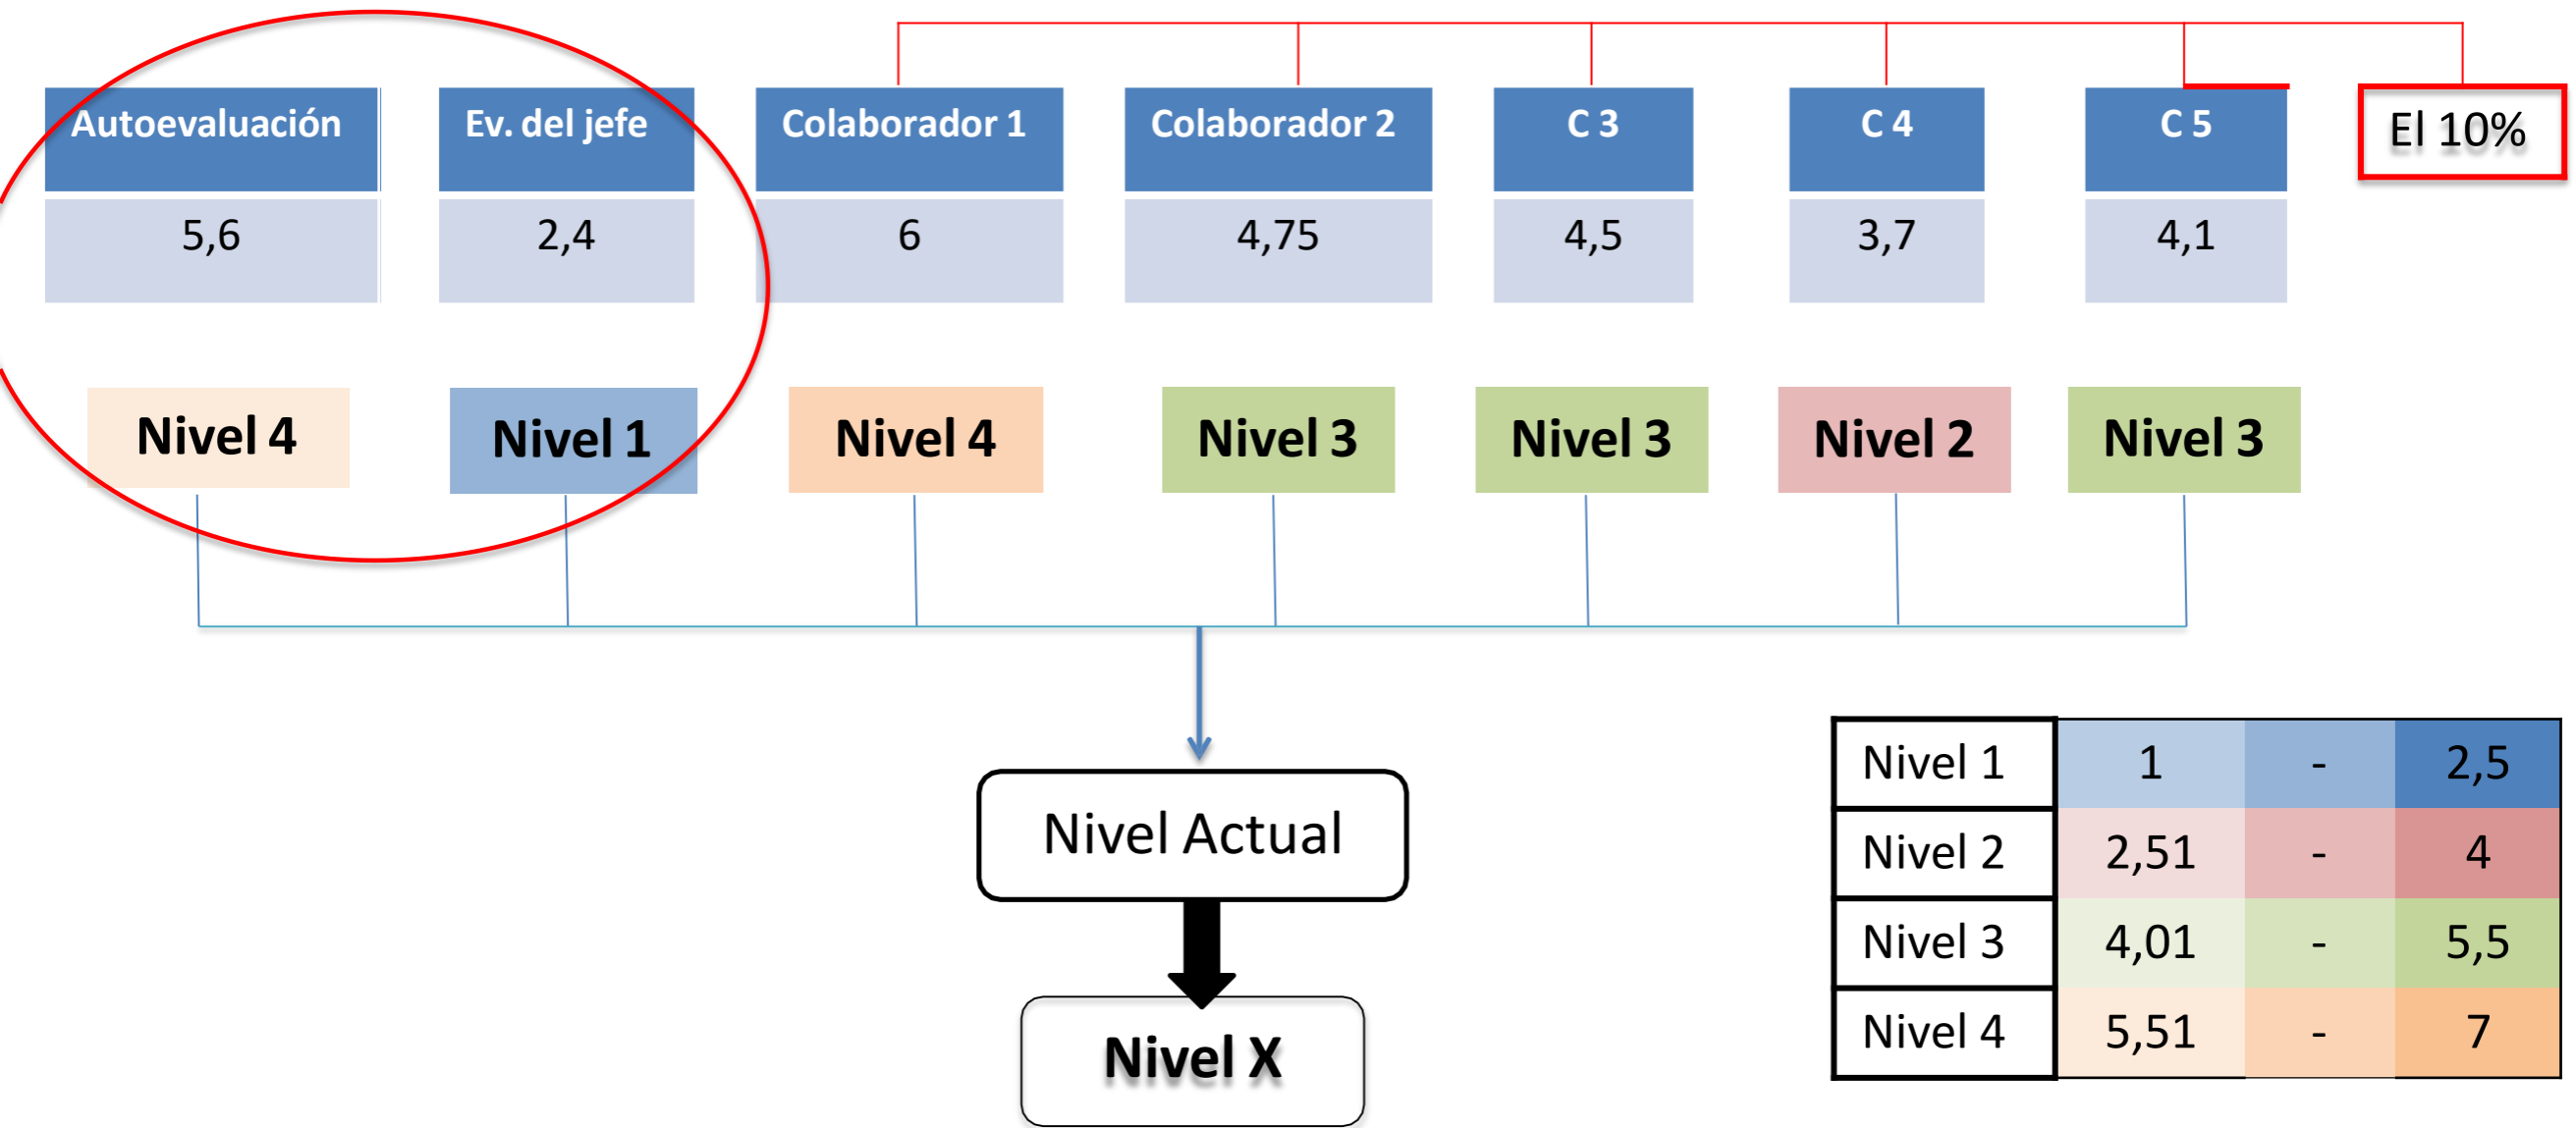 Autoevaluación Ev. del jefe Colaborador 1 Colaborador 2 C 3 C 4 C 5 El 10%
5,6 2,4 6 4,75 4,5 3,7 4,1
Nivel 4 Nivel 1 Nivel 4 Nivel 3 Nivel 3 Nivel 2 Nivel 3
Nivel Actual
Nivel X
Nivel 1 1 - 2,5
Nivel 2 2,51 - 4
Nivel 3 4,01 - 5,5
Nivel 4 5,51 - 7